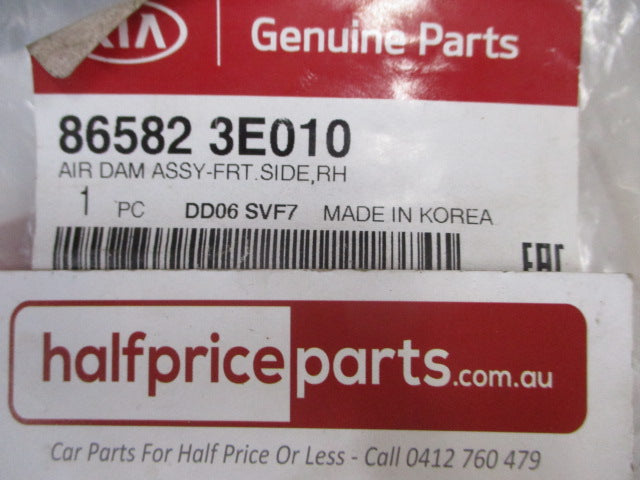 KIA
Genuine Parts
86582 3E010
AIR DAM ASSY-FRT.SIDE,RH
1 PC DD06 SVF7 MADE IN KOREA
EAC
halfpriceparts.com.au
Car Parts For Half Price Or Less - Call 0412 760 479